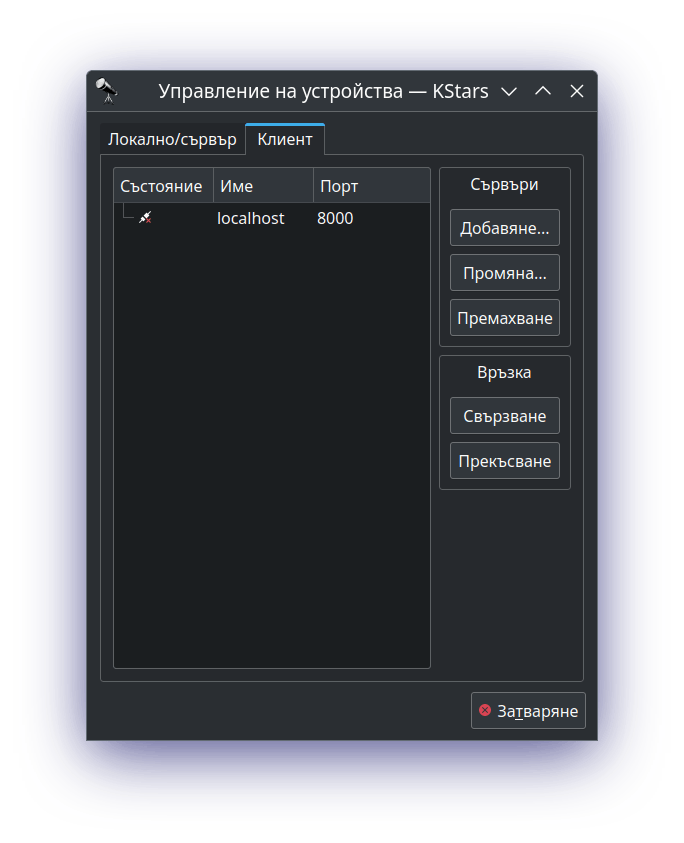 Управление на устройства — KStars
Локално/сървър Клиент
Състояние Име Порт
localhost 8000
Сървъри
Добавяне...
Промяна...
Премахване
Връзка
Свързване
Прекъсване
Затваряне